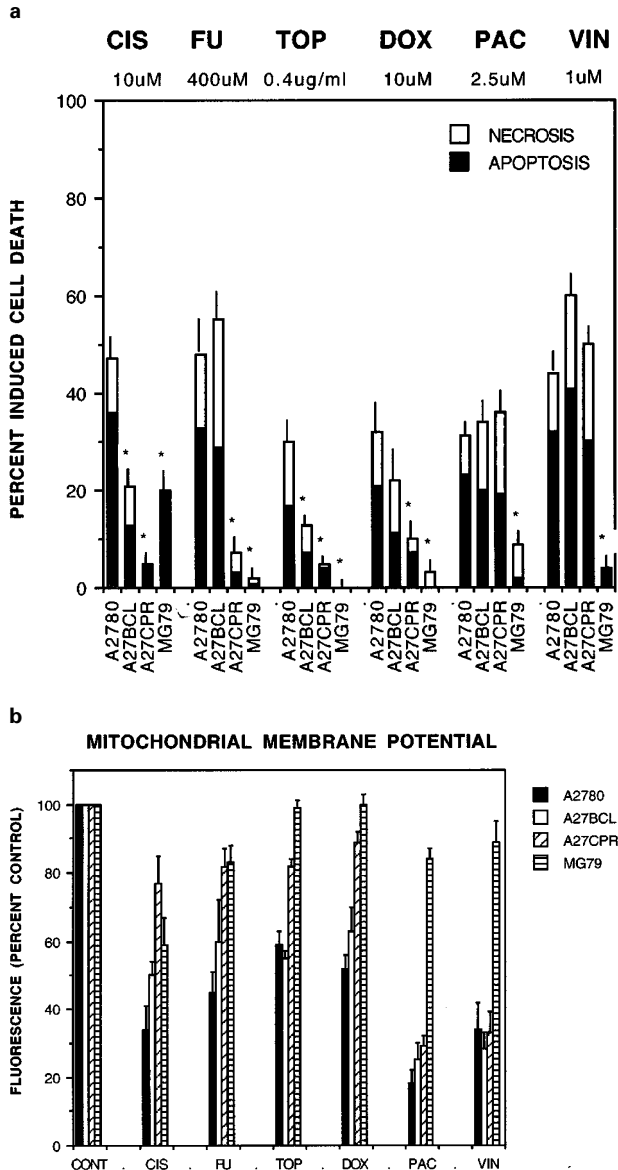 a
CIS FU TOP DOX PAC VIN
10uM 400uM 0.4ug/ml 10uM 2.5uM 1uM
PERCENT INDUCED CELL DEATH
100
80
60
40
20
0
NECROSIS
APOPTOSIS
* * * * * * * * * * *
A2780 A27BCL A27CPR MG79 A2780 A27BCL A27CPR MG79 A2780 A27BCL A27CPR MG79 A2780 A27BCL A27CPR MG79 A2780 A27BCL A27CPR MG79 A2780 A27BCL A27CPR MG79
b
MITOCHONDRIAL MEMBRANE POTENTIAL
FLUORESCENCE (PERCENT CONTROL)
100
80
60
40
20
0
A2780
A27BCL
A27CPR
MG79
CONT . CIS . FU . TOP . DOX . PAC . VIN .